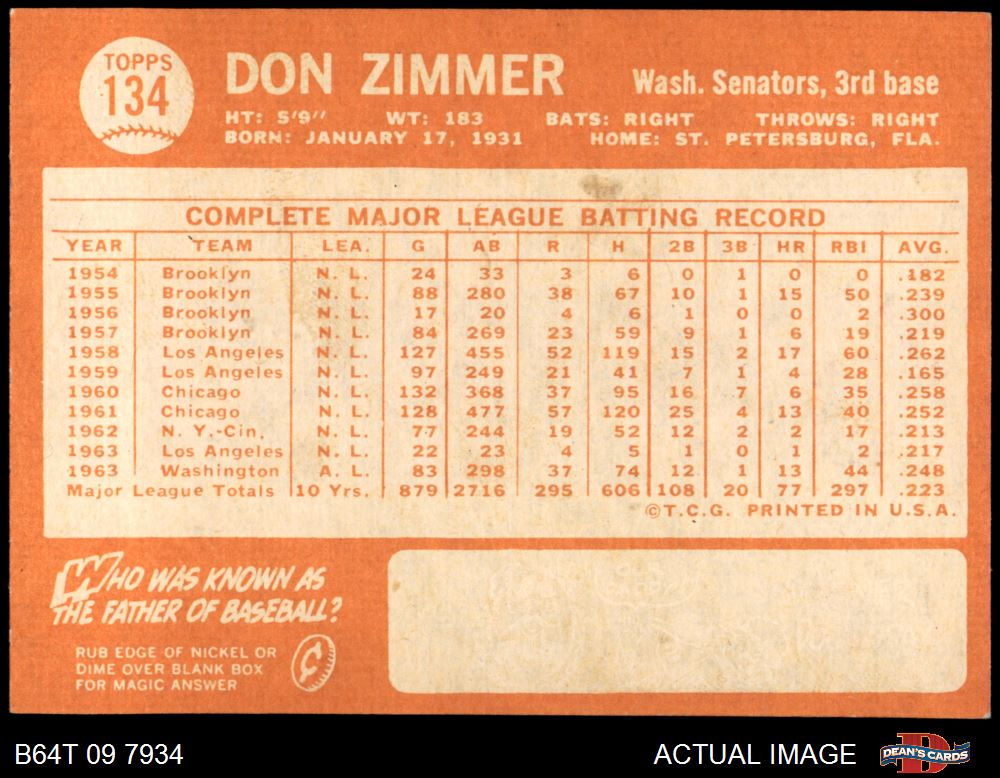 TOPPS
134
DON ZIMMER
Wash. Senators, 3rd base
HT: 5'9" WT: 183 BATS: RIGHT THROWS: RIGHT
BORN: JANUARY 17, 1931 HOME: ST. PETERSBURG, FLA.
COMPLETE MAJOR LEAGUE BATTING RECORD
YEAR TEAM LEA. G AB R H 2B 3B HR RBI AVG.
1954 Brooklyn N. L. 24 33 3 6 0 1 0 0 .182
1955 Brooklyn N. L. 88 280 38 67 10 1 15 50 .239
1956 Brooklyn N. L. 17 20 4 6 1 0 0 2 .300
1957 Brooklyn N. L. 84 269 23 59 9 1 6 19 .219
1958 Los Angeles N. L. 127 455 52 119 15 2 17 60 .262
1959 Los Angeles N. L. 97 249 21 41 7 1 4 28 .165
1960 Chicago N. L. 132 368 37 95 16 7 6 35 .258
1961 Chicago N. L. 128 477 57 120 25 4 13 40 .252
1962 N. Y.-Cin. N. L. 77 244 19 52 12 2 2 17 .213
1963 Los Angeles N. L. 22 23 4 5 1 0 1 2 .217
1963 Washington A. L. 83 298 37 74 12 1 13 44 .248
Major League Totals 10 Yrs. 879 2716 295 606 108 20 77 297 .223
©T.C.G. PRINTED IN U.S.A.
WHO WAS KNOWN AS
THE FATHER OF BASEBALL?
RUB EDGE OF NICKEL OR
DIME OVER BLANK BOX
FOR MAGIC ANSWER
¢
B64T 09 7934 ACTUAL IMAGE
DEAN'S CARDS